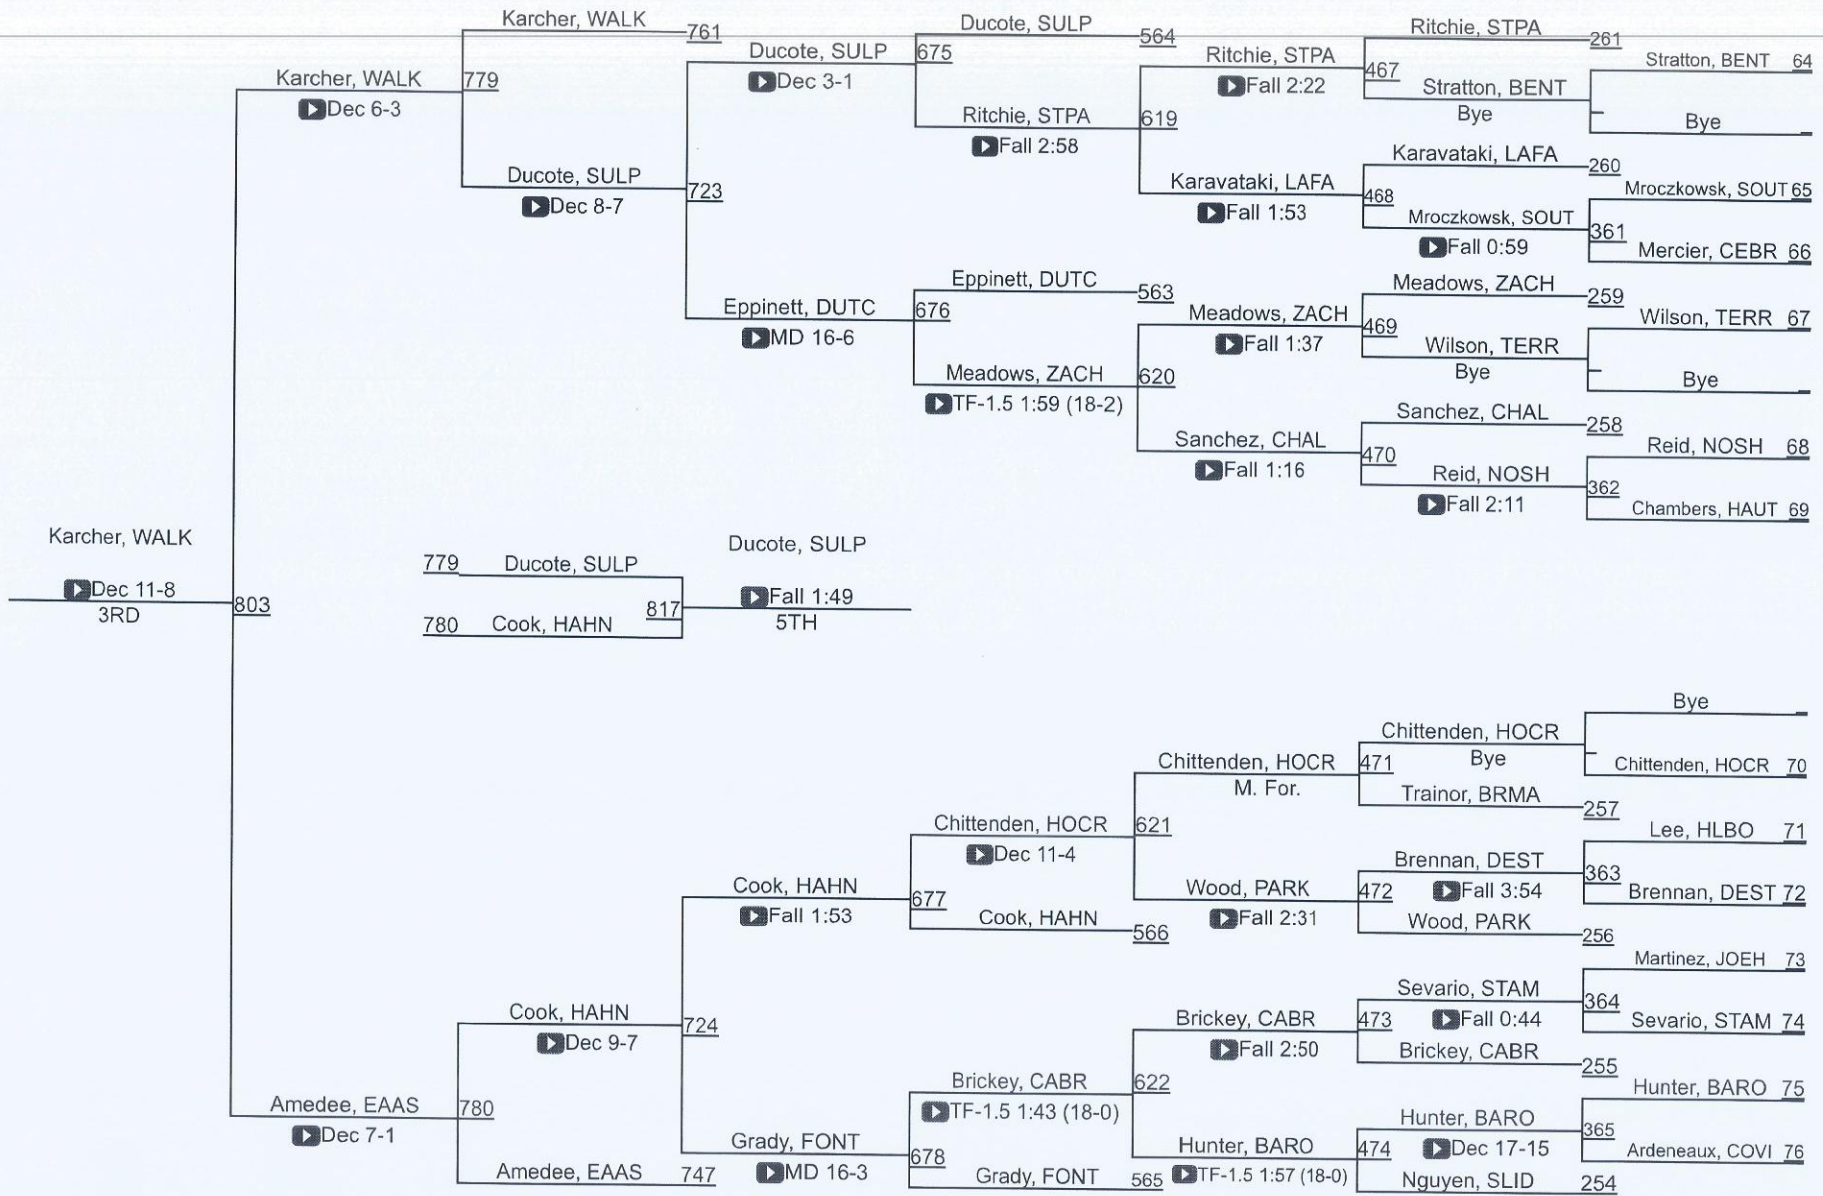 Karcher, WALK
761
Ducote, SULP
564
Ritchie, STPA
261
Stratton, BENT 64
Karcher, WALK
779
Dec 6-3
Ducote, SULP
675
Dec 3-1
Ritchie, STPA
467
Fall 2:22
Stratton, BENT
Bye
Bye
Ritchie, STPA
619
Fall 2:58
Karavataki, LAFA
260
Ducote, SULP
723
Dec 8-7
Karavataki, LAFA
468
Fall 1:53
Mroczkowsk, SOUT 65
Mroczkowsk, SOUT
361
Fall 0:59
Mercier, CEBR 66
Eppinett, DUTC
563
Meadows, ZACH
259
Eppinett, DUTC
676
MD 16-6
Meadows, ZACH
469
Fall 1:37
Wilson, TERR 67
Wilson, TERR
Bye
Bye
Meadows, ZACH
620
TF-1.5 1:59 (18-2)
Sanchez, CHAL
258
Sanchez, CHAL
470
Fall 1:16
Reid, NOSH 68
Reid, NOSH
362
Fall 2:11
Chambers, HAUT 69
Karcher, WALK
Dec 11-8
3RD
803
779 Ducote, SULP
780 Cook, HAHN
817
Ducote, SULP
Fall 1:49
5TH
Bye
Chittenden, HOCR
Bye
Chittenden, HOCR 70
Chittenden, HOCR
471
M. For.
Trainor, BRMA
257
Chittenden, HOCR
621
Dec 11-4
Lee, HLBO 71
Brennan, DEST
363
Fall 3:54
Brennan, DEST 72
Cook, HAHN
677
Fall 1:53
Wood, PARK
472
Fall 2:31
Wood, PARK
256
Cook, HAHN
566
Martinez, JOEH 73
Sevario, STAM
364
Fall 0:44
Sevario, STAM 74
Cook, HAHN
724
Dec 9-7
Brickey, CABR
473
Fall 2:50
Brickey, CABR
255
Brickey, CABR
622
TF-1.5 1:43 (18-0)
Hunter, BARO 75
Amedee, EAAS
780
Dec 7-1
Hunter, BARO
365
Dec 17-15
Ardeneaux, COVI 76
Grady, FONT
678
MD 16-3
Hunter, BARO
474
TF-1.5 1:57 (18-0)
Amedee, EAAS 747
Grady, FONT 565
Nguyen, SLID 254